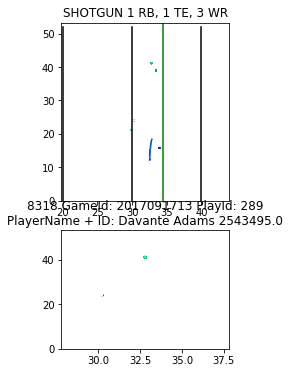 SHOTGUN 1 RB, 1 TE, 3 WR
50
40
30
20
10
0
20 25 30 35 40
8318 GameId: 2017091713 PlayId: 289
PlayerName + ID: Davante Adams 2543495.0
40
20
0
30.0 32.5 35.0 37.5